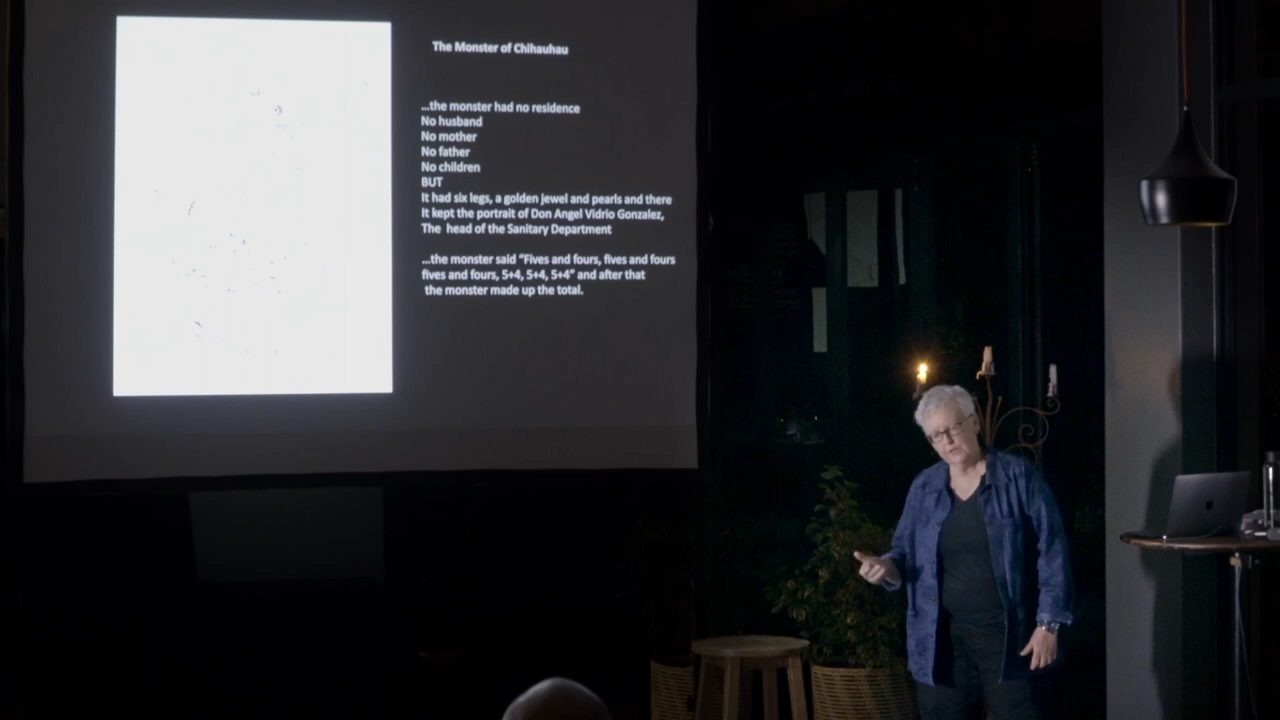 The Monster of Chihauhau
...the monster had no residence
No husband
No mother
No father
No children
BUT
It had six legs, a golden jewel and pearls and there
It kept the portrait of Don Angel Vidrio Gonzalez,
The head of the Sanitary Department
...the monster said “Fives and fours, fives and fours
fives and fours, 5+4, 5+4, 5+4” and after that
the monster made up the total.